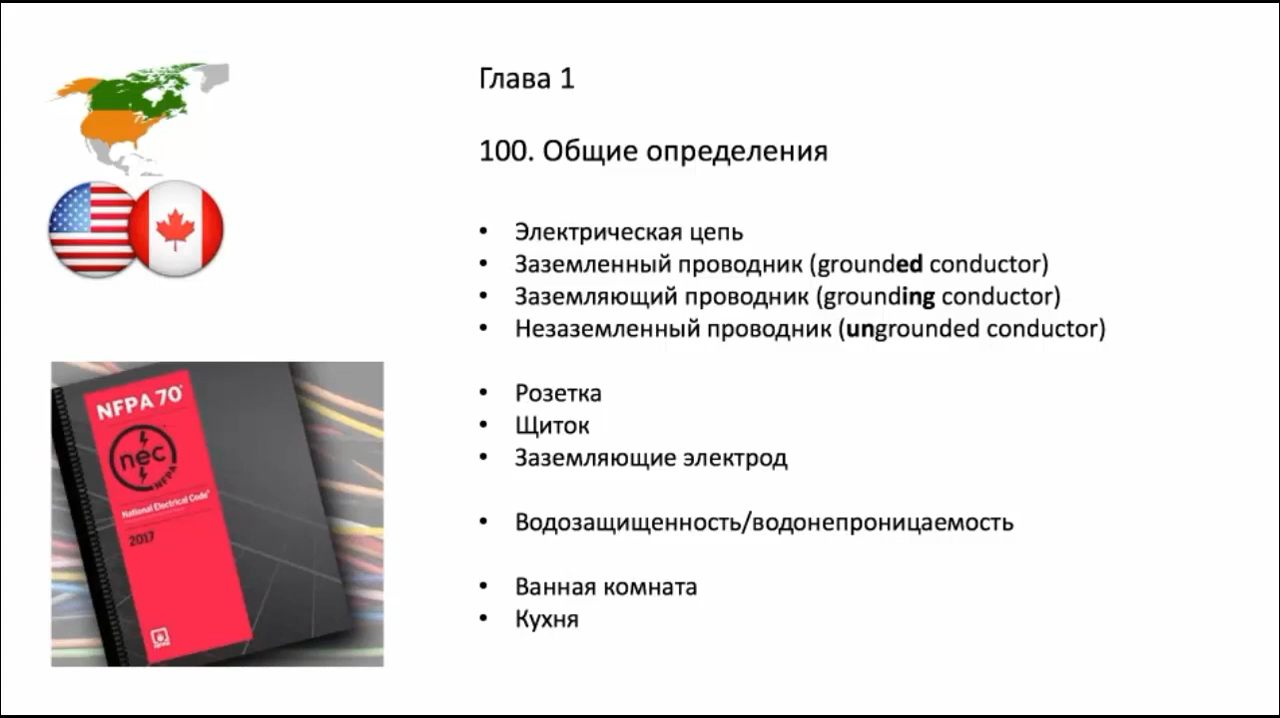 Глава 1
100. Общие определения
• Электрическая цепь
• Заземленный проводник (grounded conductor)
• Заземляющий проводник (grounding conductor)
• Незаземленный проводник (ungrounded conductor)
• Розетка
• Щиток
• Заземляющие электрод
• Водозащищенность/водонепроницаемость
• Ванная комната
• Кухня
NFPA 70®
nec
NFPA
National Electrical Code®
2017
NFPA